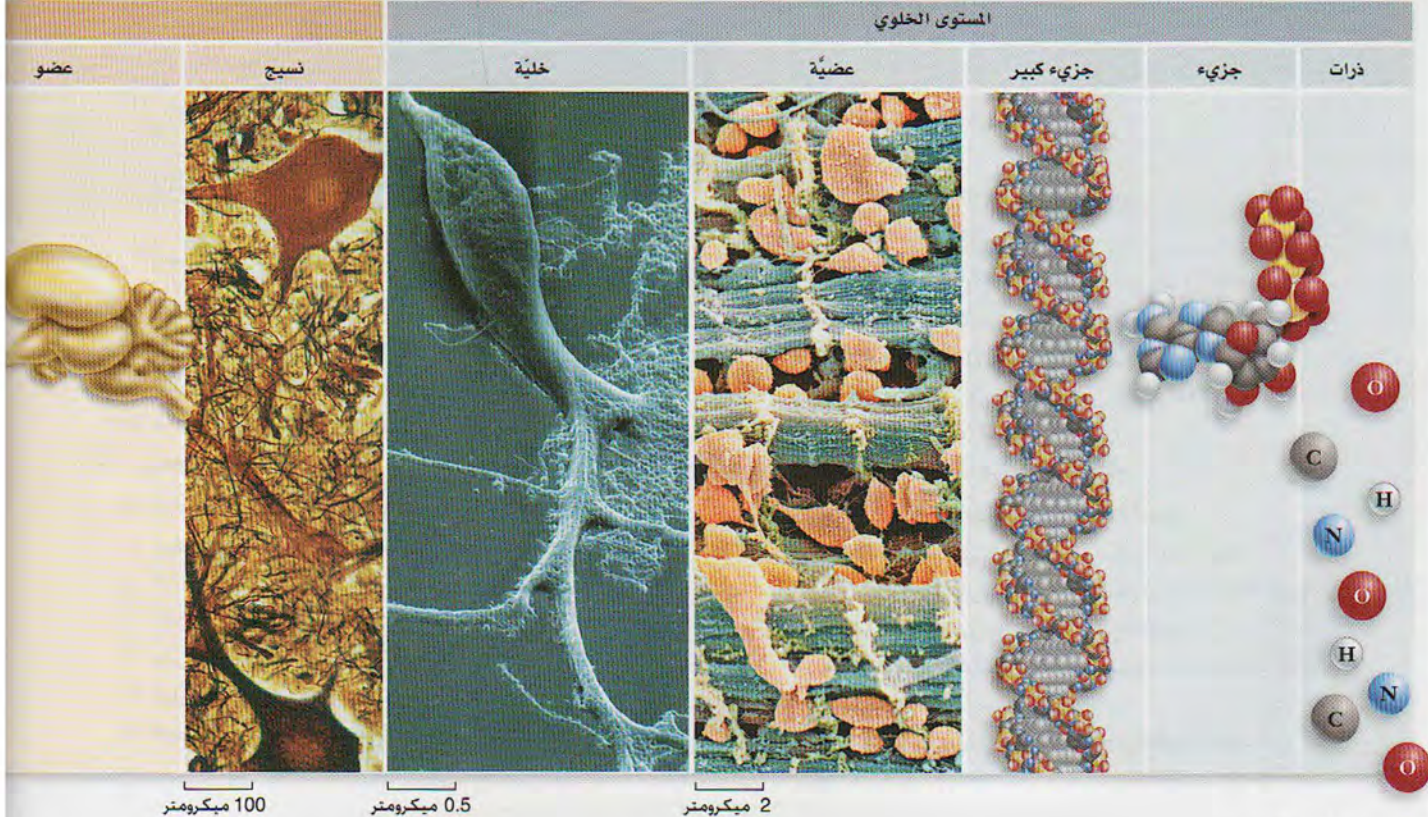 المستوى الخلوي
ذرات
جزيء
جزيء كبير
عضيَّة
خليّة
نسيج
عضو
O
C
H
N
O
H
N
C
O
2 ميكرومتر
0.5 ميكرومتر
100 ميكرومتر